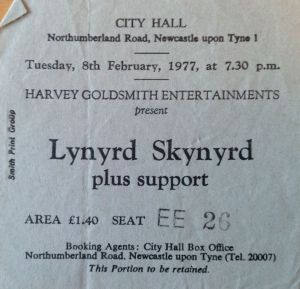 CITY HALL
Northumberland Road, Newcastle upon Tyne 1
Tuesday, 8th February, 1977, at 7.30 p.m.
HARVEY GOLDSMITH ENTERTAINMENTS
present
Lynyrd Skynyrd
plus support
AREA £1.40 SEAT EE 26
Booking Agents: City Hall Box Office
Northumberland Road, Newcastle upon Tyne (Tel. 20007)
This Portion to be retained.
Smith Print Group